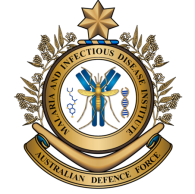 MALARIA AND INFECTIOUS DISEASE INSTITUTE
AUSTRALIAN DEFENCE FORCE